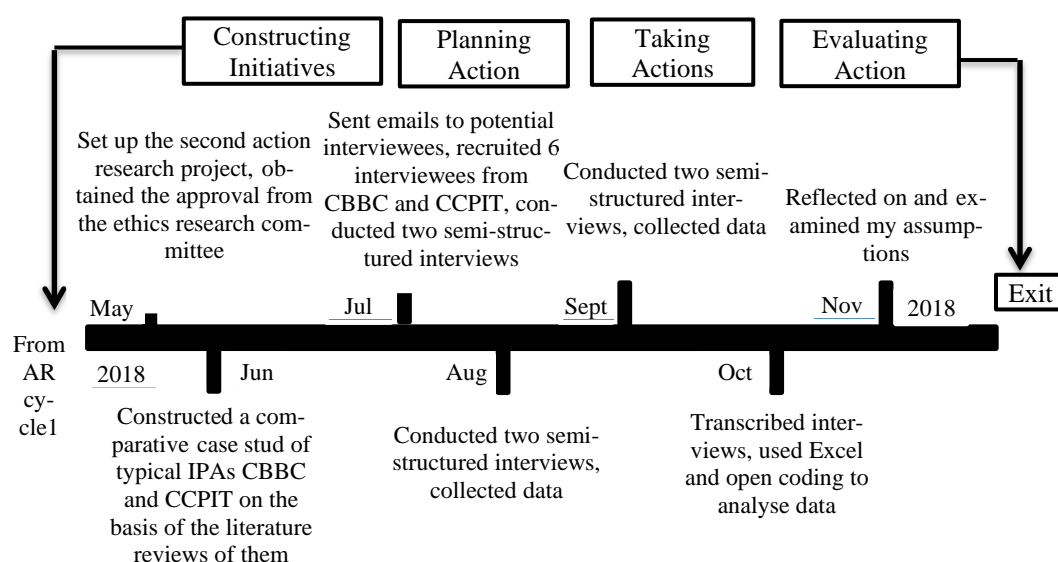 Constructing
Initiatives
Planning
Action
Taking
Actions
Evaluating
Action
Set up the second action
research project, ob-
tained the approval from
the ethics research com-
mittee
Sent emails to potential
interviewees, recruited 6
interviewees from
CBBC and CCPIT, con-
ducted two semi-struc-
tured interviews
Conducted two semi-
structured inter-
views, collected data
Reflected on and ex-
amined my assump-
tions
Exit
May
Jul
Sept
Nov
2018
From
AR
cy-
cle1
2018
Jun
Aug
Oct
Constructed a com-
parative case stud of
typical IPAs CBBC
and CCPIT on the
basis of the literature
reviews of them
Conducted two semi-
structured interviews,
collected data
Transcribed inter-
views, used Excel
and open coding to
analyse data